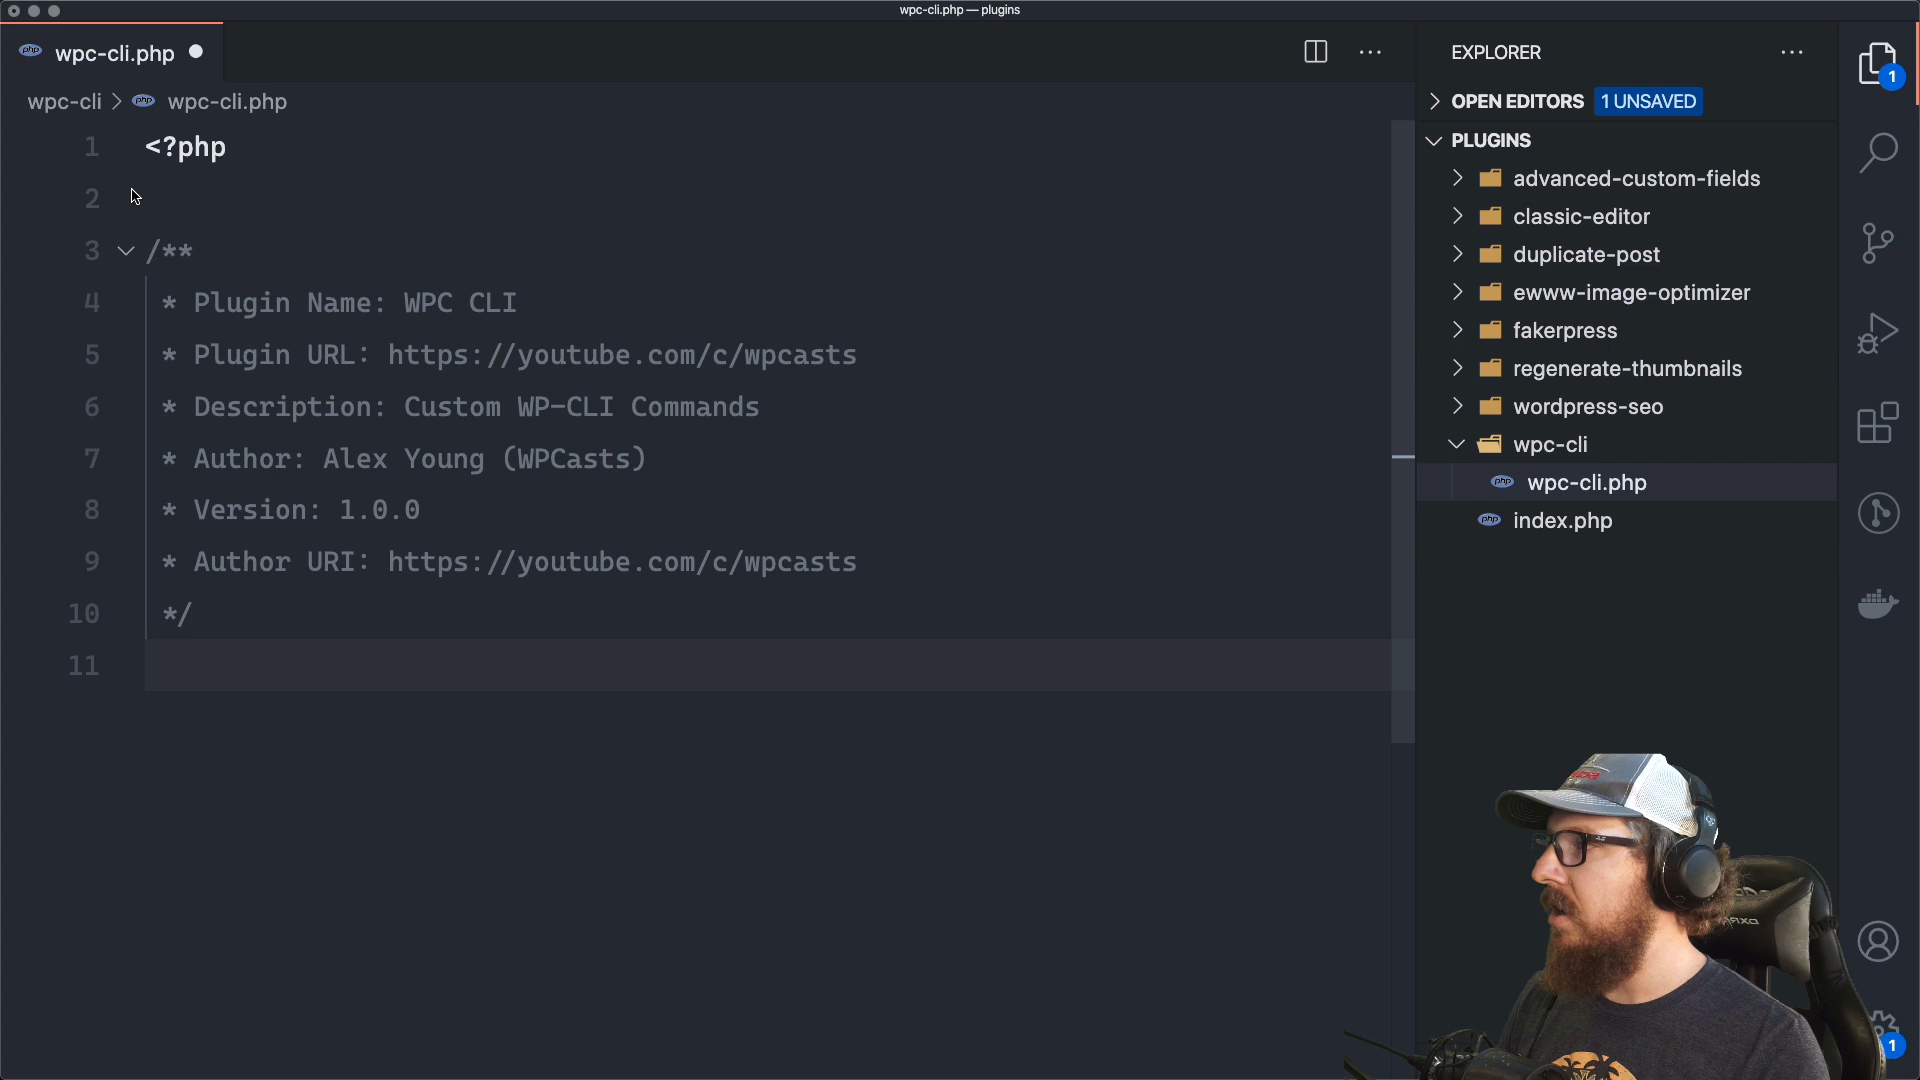 wpc-cli.php — plugins
wpc-cli.php
wpc-cli > wpc-cli.php
1 <?php
2
3 /**
4 * Plugin Name: WPC CLI
5 * Plugin URL: https://youtube.com/c/wpcasts
6 * Description: Custom WP-CLI Commands
7 * Author: Alex Young (WPCasts)
8 * Version: 1.0.0
9 * Author URI: https://youtube.com/c/wpcasts
10 */
11
EXPLORER
OPEN EDITORS 1 UNSAVED
PLUGINS
advanced-custom-fields
classic-editor
duplicate-post
ewww-image-optimizer
fakerpress
regenerate-thumbnails
wordpress-seo
wpc-cli
php wpc-cli.php
php index.php
1
1